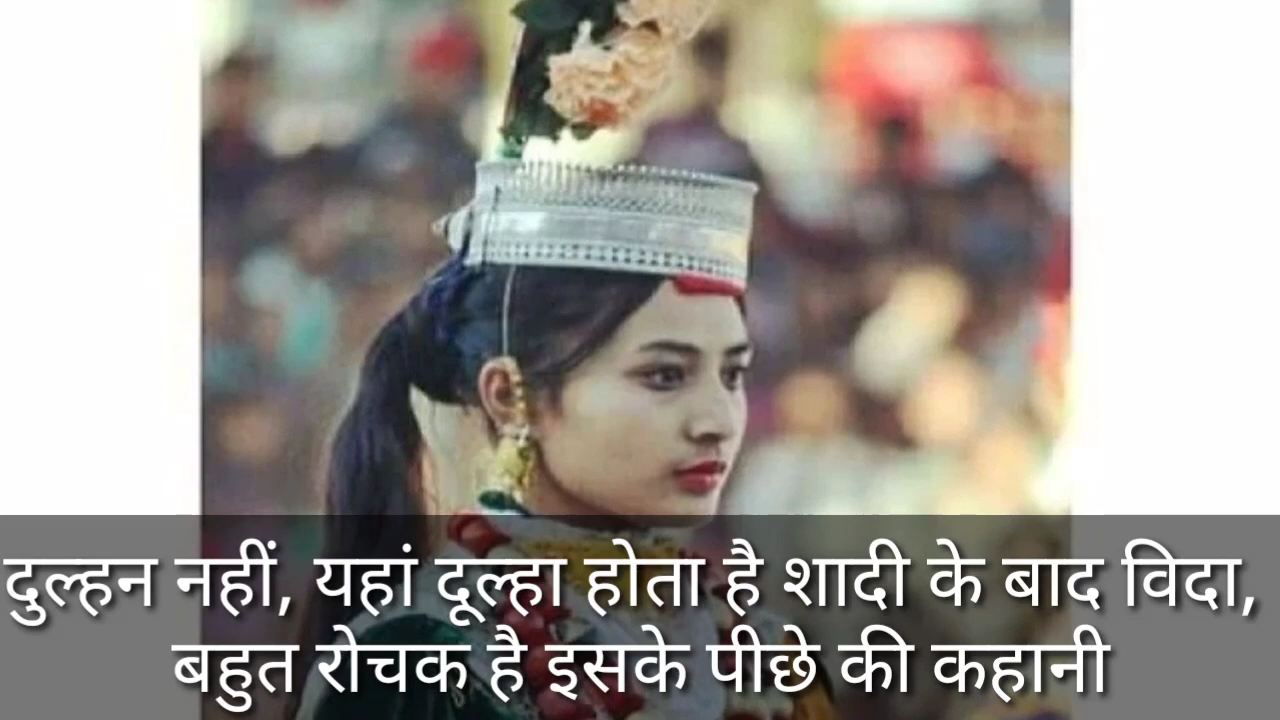 दुल्हन नहीं, यहां दूल्हा होता है शादी के बाद विदा,
बहुत रोचक है इसके पीछे की कहानी